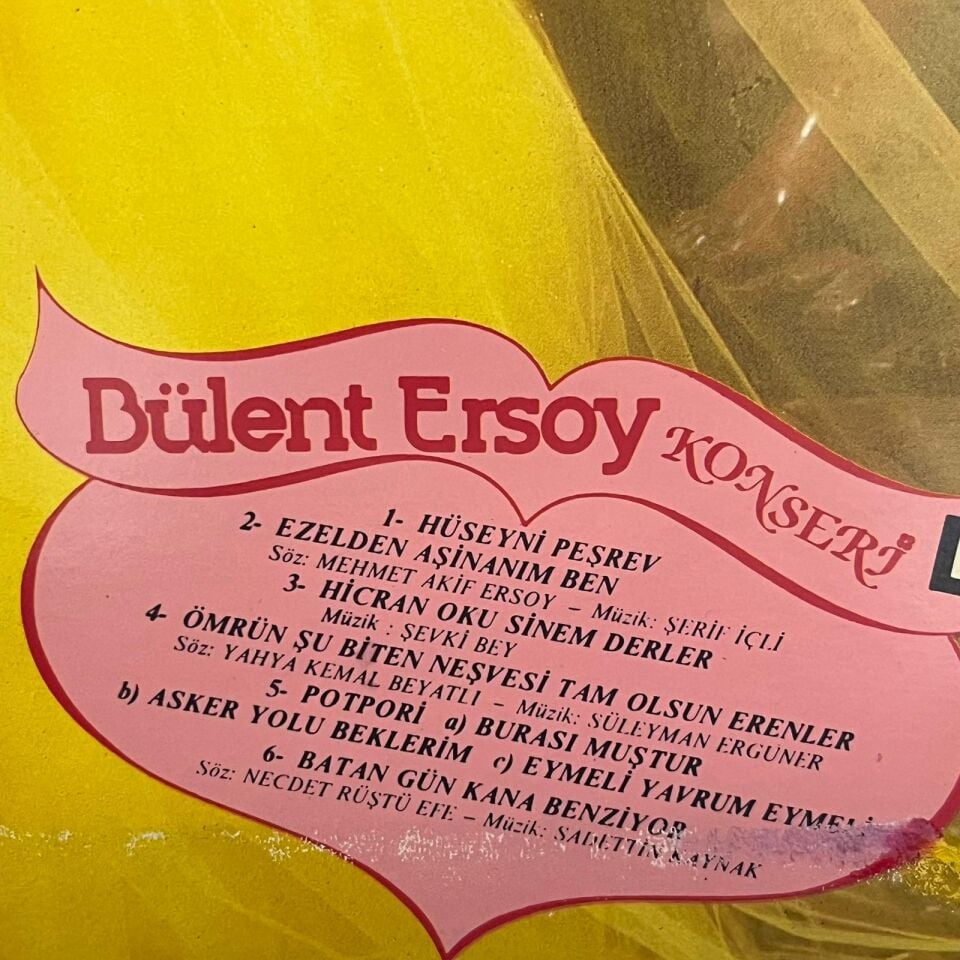 Bülent Ersoy KONSERİ
1- HÜSEYNİ PEŞREV
2- EZELDEN AŞİNANIM BEN
Söz: MEHMET AKİF ERSOY – Müzik: ŞERİF İÇLİ
3- HİCRAN OKU SİNEM DERLER
Müzik : ŞEVKİ BEY
4- ÖMRÜN ŞU BİTEN NEŞVESİ TAM OLSUN ERENLER
Söz: YAHYA KEMAL BEYATLI – Müzik: SÜLEYMAN ERGUNER
5- POTPORİ a) BURASI MUŞTUR
b) ASKER YOLU BEKLERİM c) EYMELİ YAVRUM EYMELİ
6- BATAN GÜN KANA BENZİYOR
Söz: NECDET RÜŞTÜ EFE – Müzik: SADETTİN KAYNAK